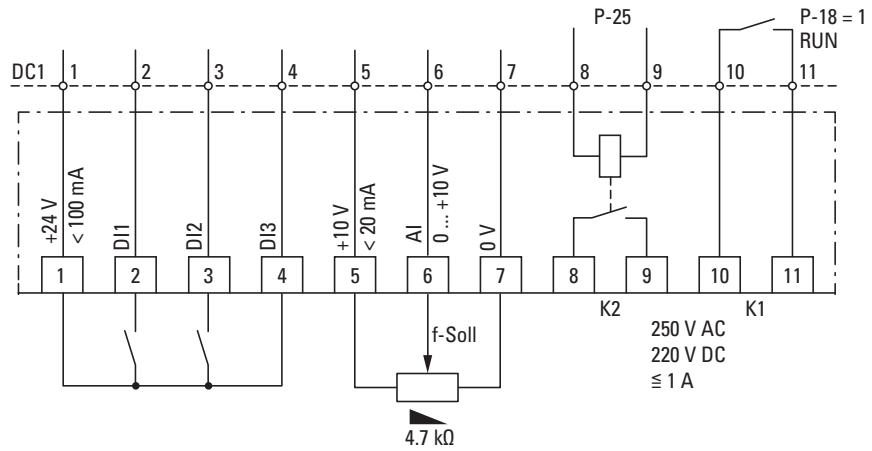 P-25
P-18 = 1
RUN
DC1 1 2 3 4 5 6 7 8 9 10 11
+24 V
< 100 mA
DI1
DI2
DI3
+10 V
< 20 mA
AI
0 ... +10 V
0 V
1 2 3 4 5 6 7 8 9 10 11
K2
K1
250 V AC
220 V DC
≦ 1 A
f-Soll
4.7 kΩ